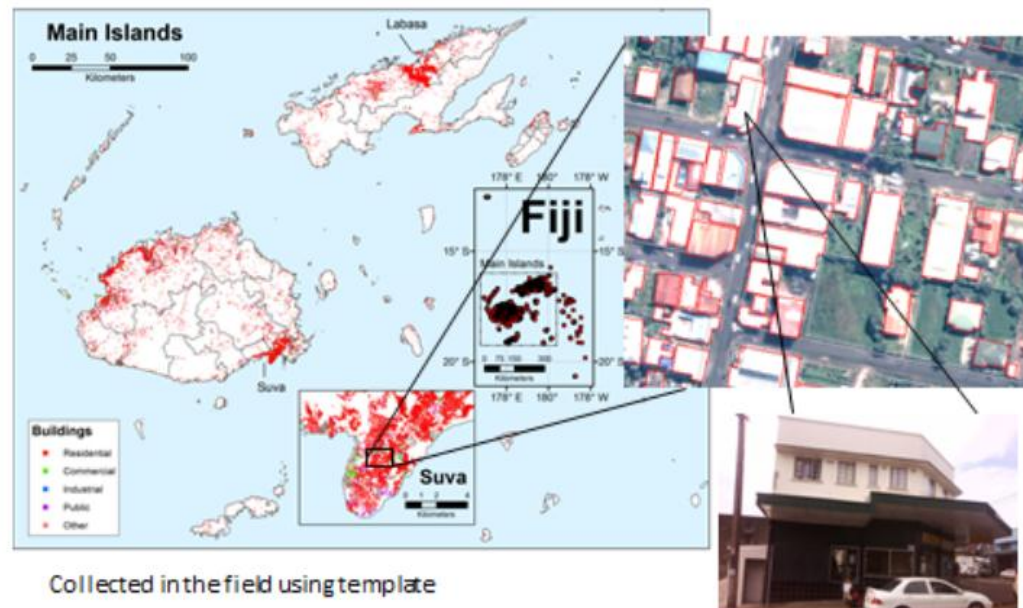 Main Islands
0 25 50 100
Kilometers
Labasa
Suva
178° E 180° 178° W
Fiji
15° S 15° S
Main Islands
0 75 150 300
Kilometers
20° S 20° S
178° E 180° 178° W
Buildings
Residential
Commercial
Industrial
Public
Other
Suva
0 1 2 4
Kilometers
Collected in the field using template